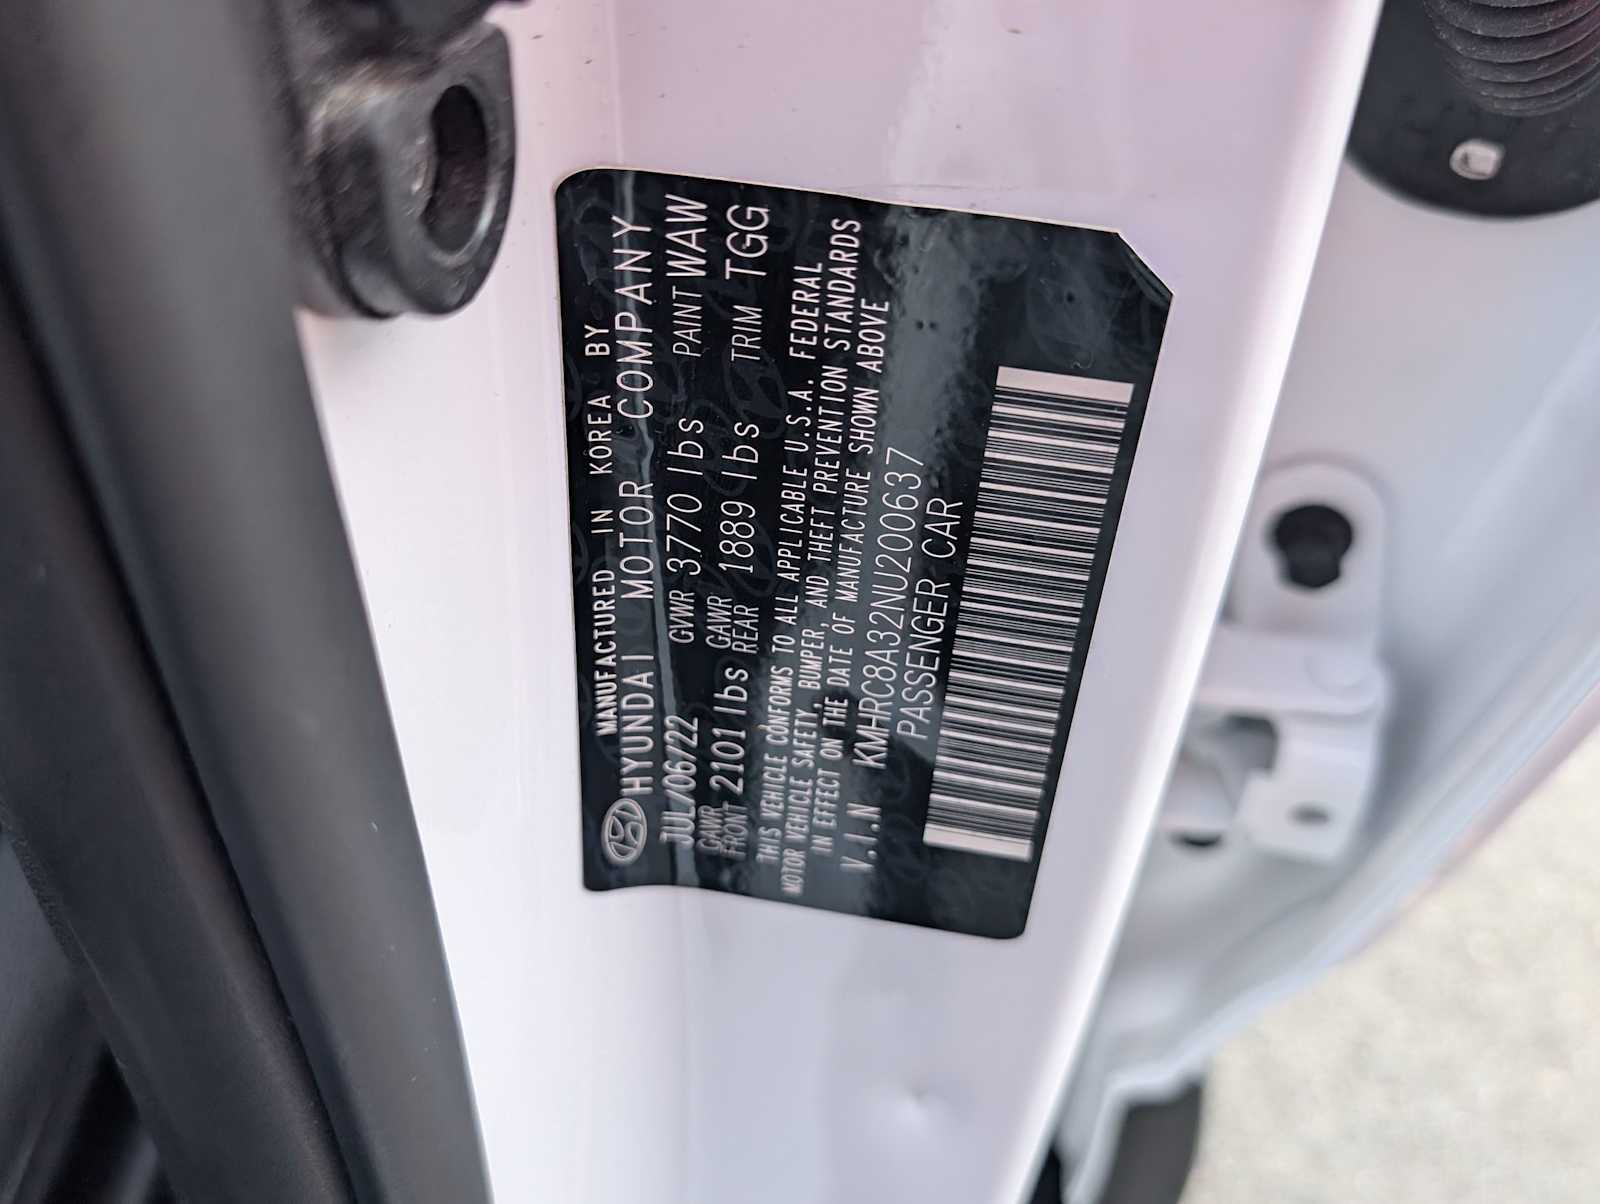 MANUFACTURED IN KOREA BY
HYUNDAI MOTOR COMPANY
JUL/06/22 GVWR 3770 lbs PAINT WAW
GAWR FRONT 2101 lbs GAWR REAR 1889 lbs TRIM TGG
THIS VEHICLE CONFORMS TO ALL APPLICABLE U.S.A. FEDERAL
MOTOR VEHICLE SAFETY, BUMPER, AND THEFT PREVENTION STANDARDS
IN EFFECT ON THE DATE OF MANUFACTURE SHOWN ABOVE
V.I.N KMHRC8A32NU200637
PASSENGER CAR